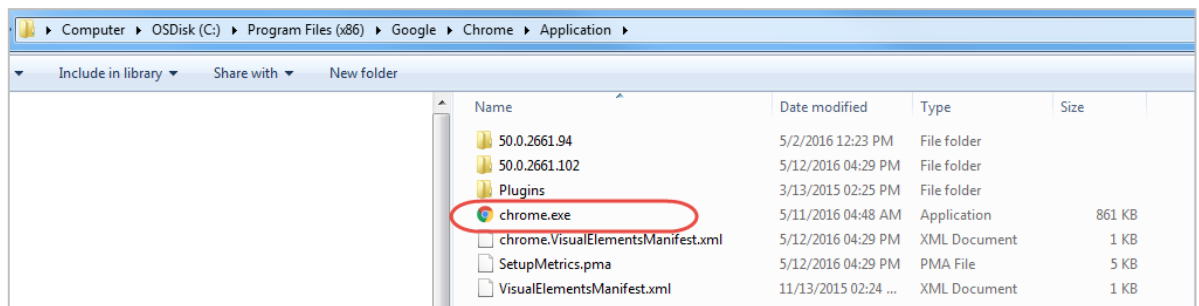 Computer OSDisk (C:) Program Files (x86) Google Chrome Application
Include in library Share with New folder
Name Date modified Type Size
50.0.2661.94 5/2/2016 12:23 PM File folder
50.0.2661.102 5/12/2016 04:29 PM File folder
Plugins 3/13/2015 02:25 PM File folder
chrome.exe 5/11/2016 04:48 AM Application 861 KB
chrome.VisualElementsManifest.xml 5/12/2016 04:29 PM XML Document 1 KB
SetupMetrics.pma 5/12/2016 04:29 PM PMA File 5 KB
VisualElementsManifest.xml 11/13/2015 02:24 ... XML Document 1 KB